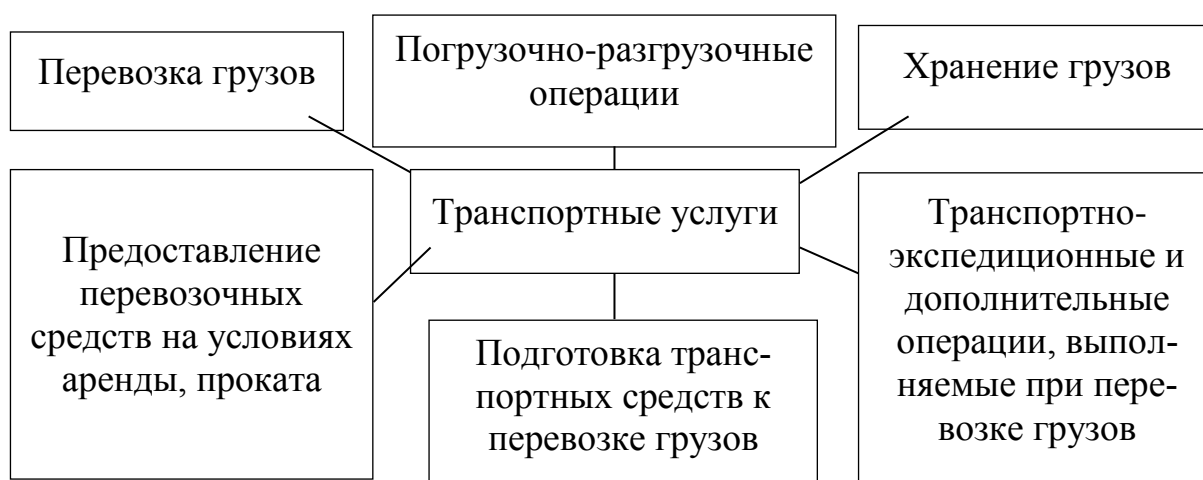 Перевозка грузов
Погрузочно-разгрузочные
операции
Хранение грузов
Транспортные услуги
Предоставление
перевозочных
средств на условиях
аренды, проката
Подготовка транс-
портных средств к
перевозке грузов
Транспортно-
экспедиционные и
дополнительные
операции, выпол-
няемые при пере-
возке грузов